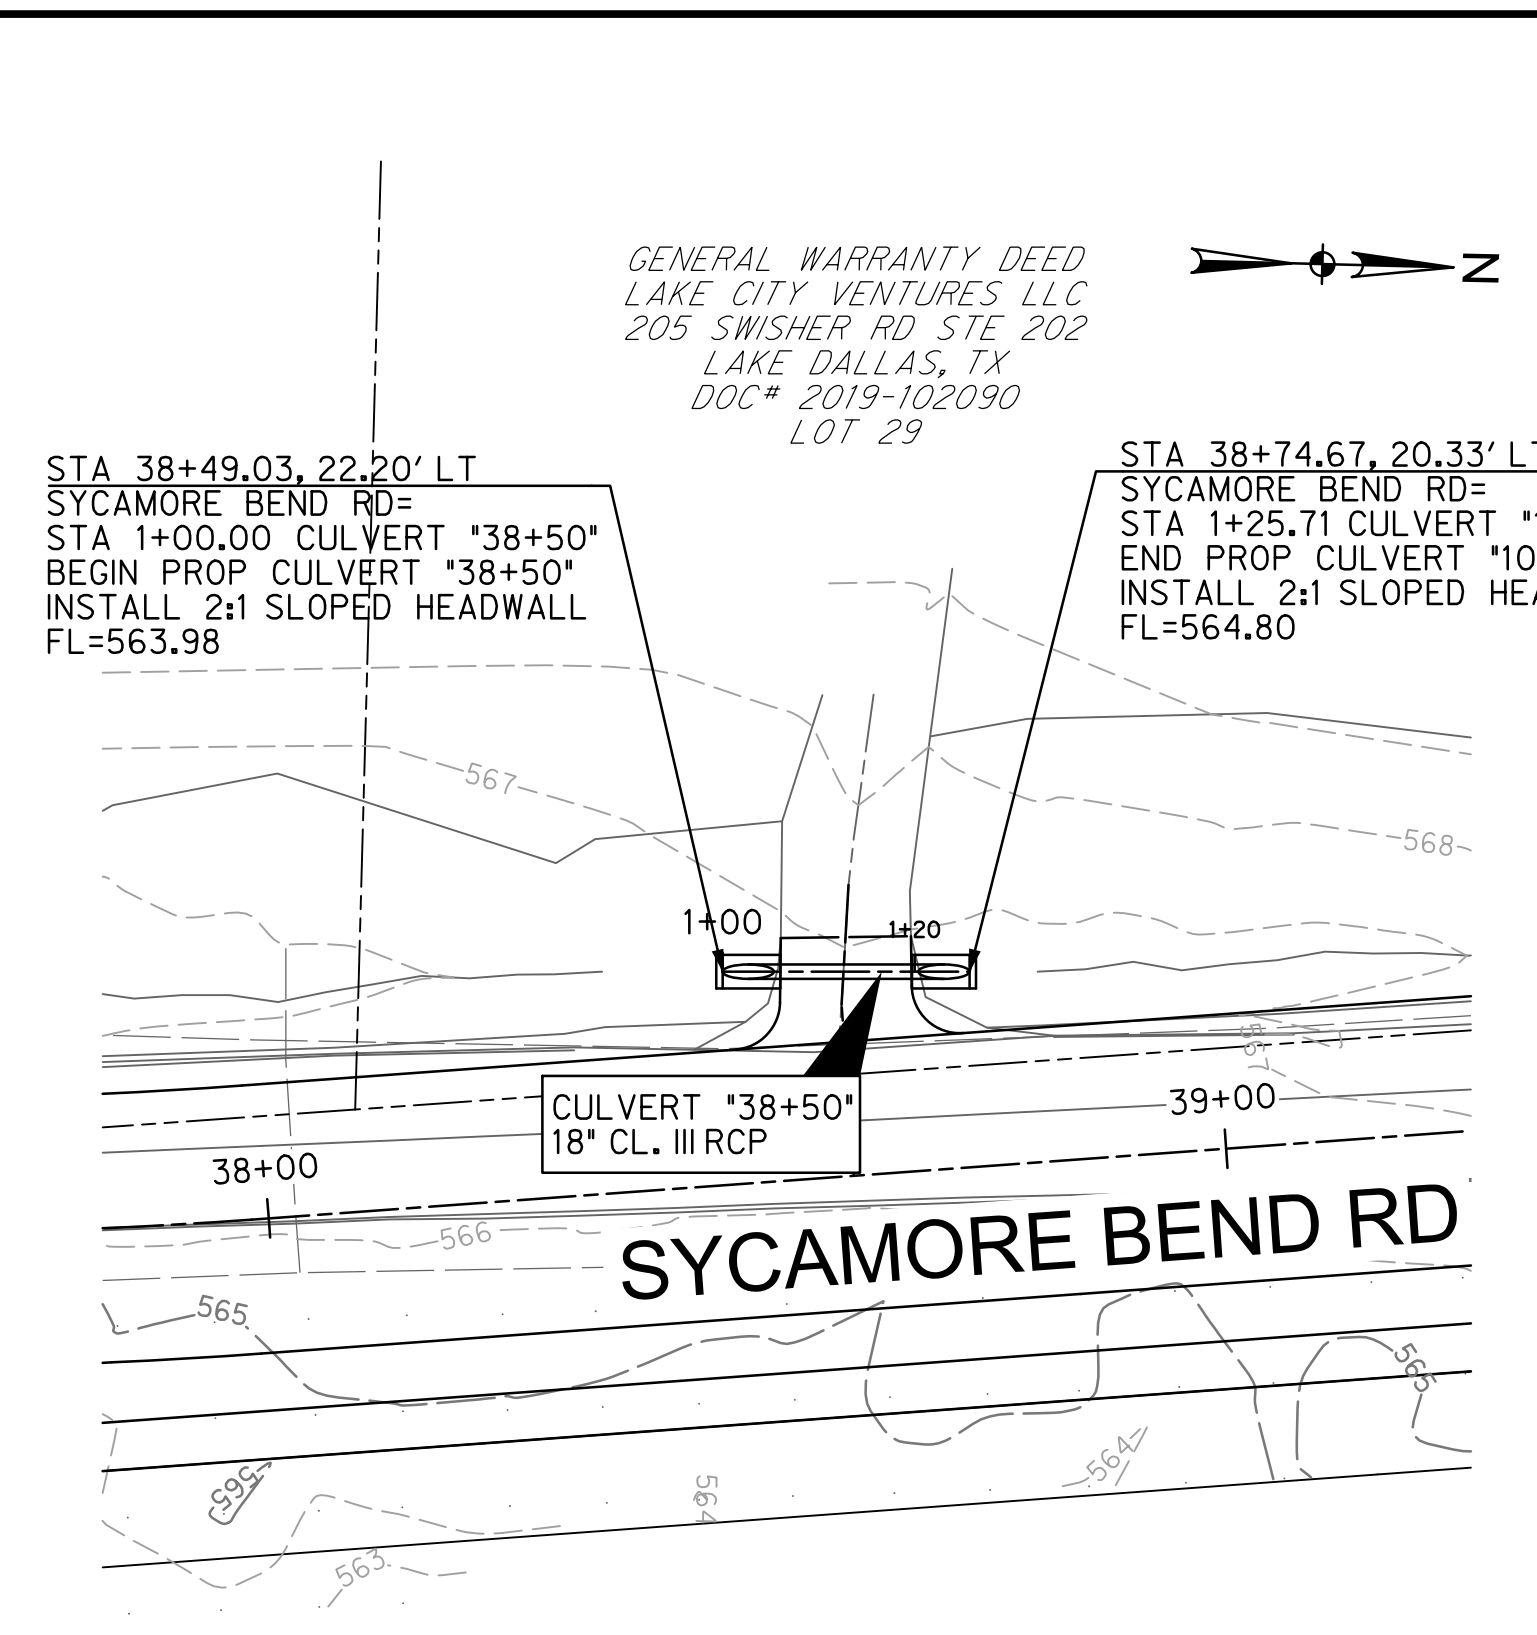 GENERAL WARRANTY DEED
LAKE CITY VENTURES LLC
205 SWISHER RD STE 202
LAKE DALLAS, TX
DOC# 2019-102090
LOT 29
N
STA 38+49.03, 22.20' LT
SYCAMORE BEND RD=
STA 1+00.00 CULVERT "38+50"
BEGIN PROP CULVERT "38+50"
INSTALL 2:1 SLOPED HEADWALL
FL=563.98
STA 38+74.67, 20.33' LT
SYCAMORE BEND RD=
STA 1+25.71 CULVERT "1
END PROP CULVERT "10
INSTALL 2:1 SLOPED HEA
FL=564.80
567
568
1+00
1+20
567
CULVERT "38+50"
18" CL. III RCP
39+00
38+00
566
SYCAMORE BEND RD
565
565
565
564
564
563